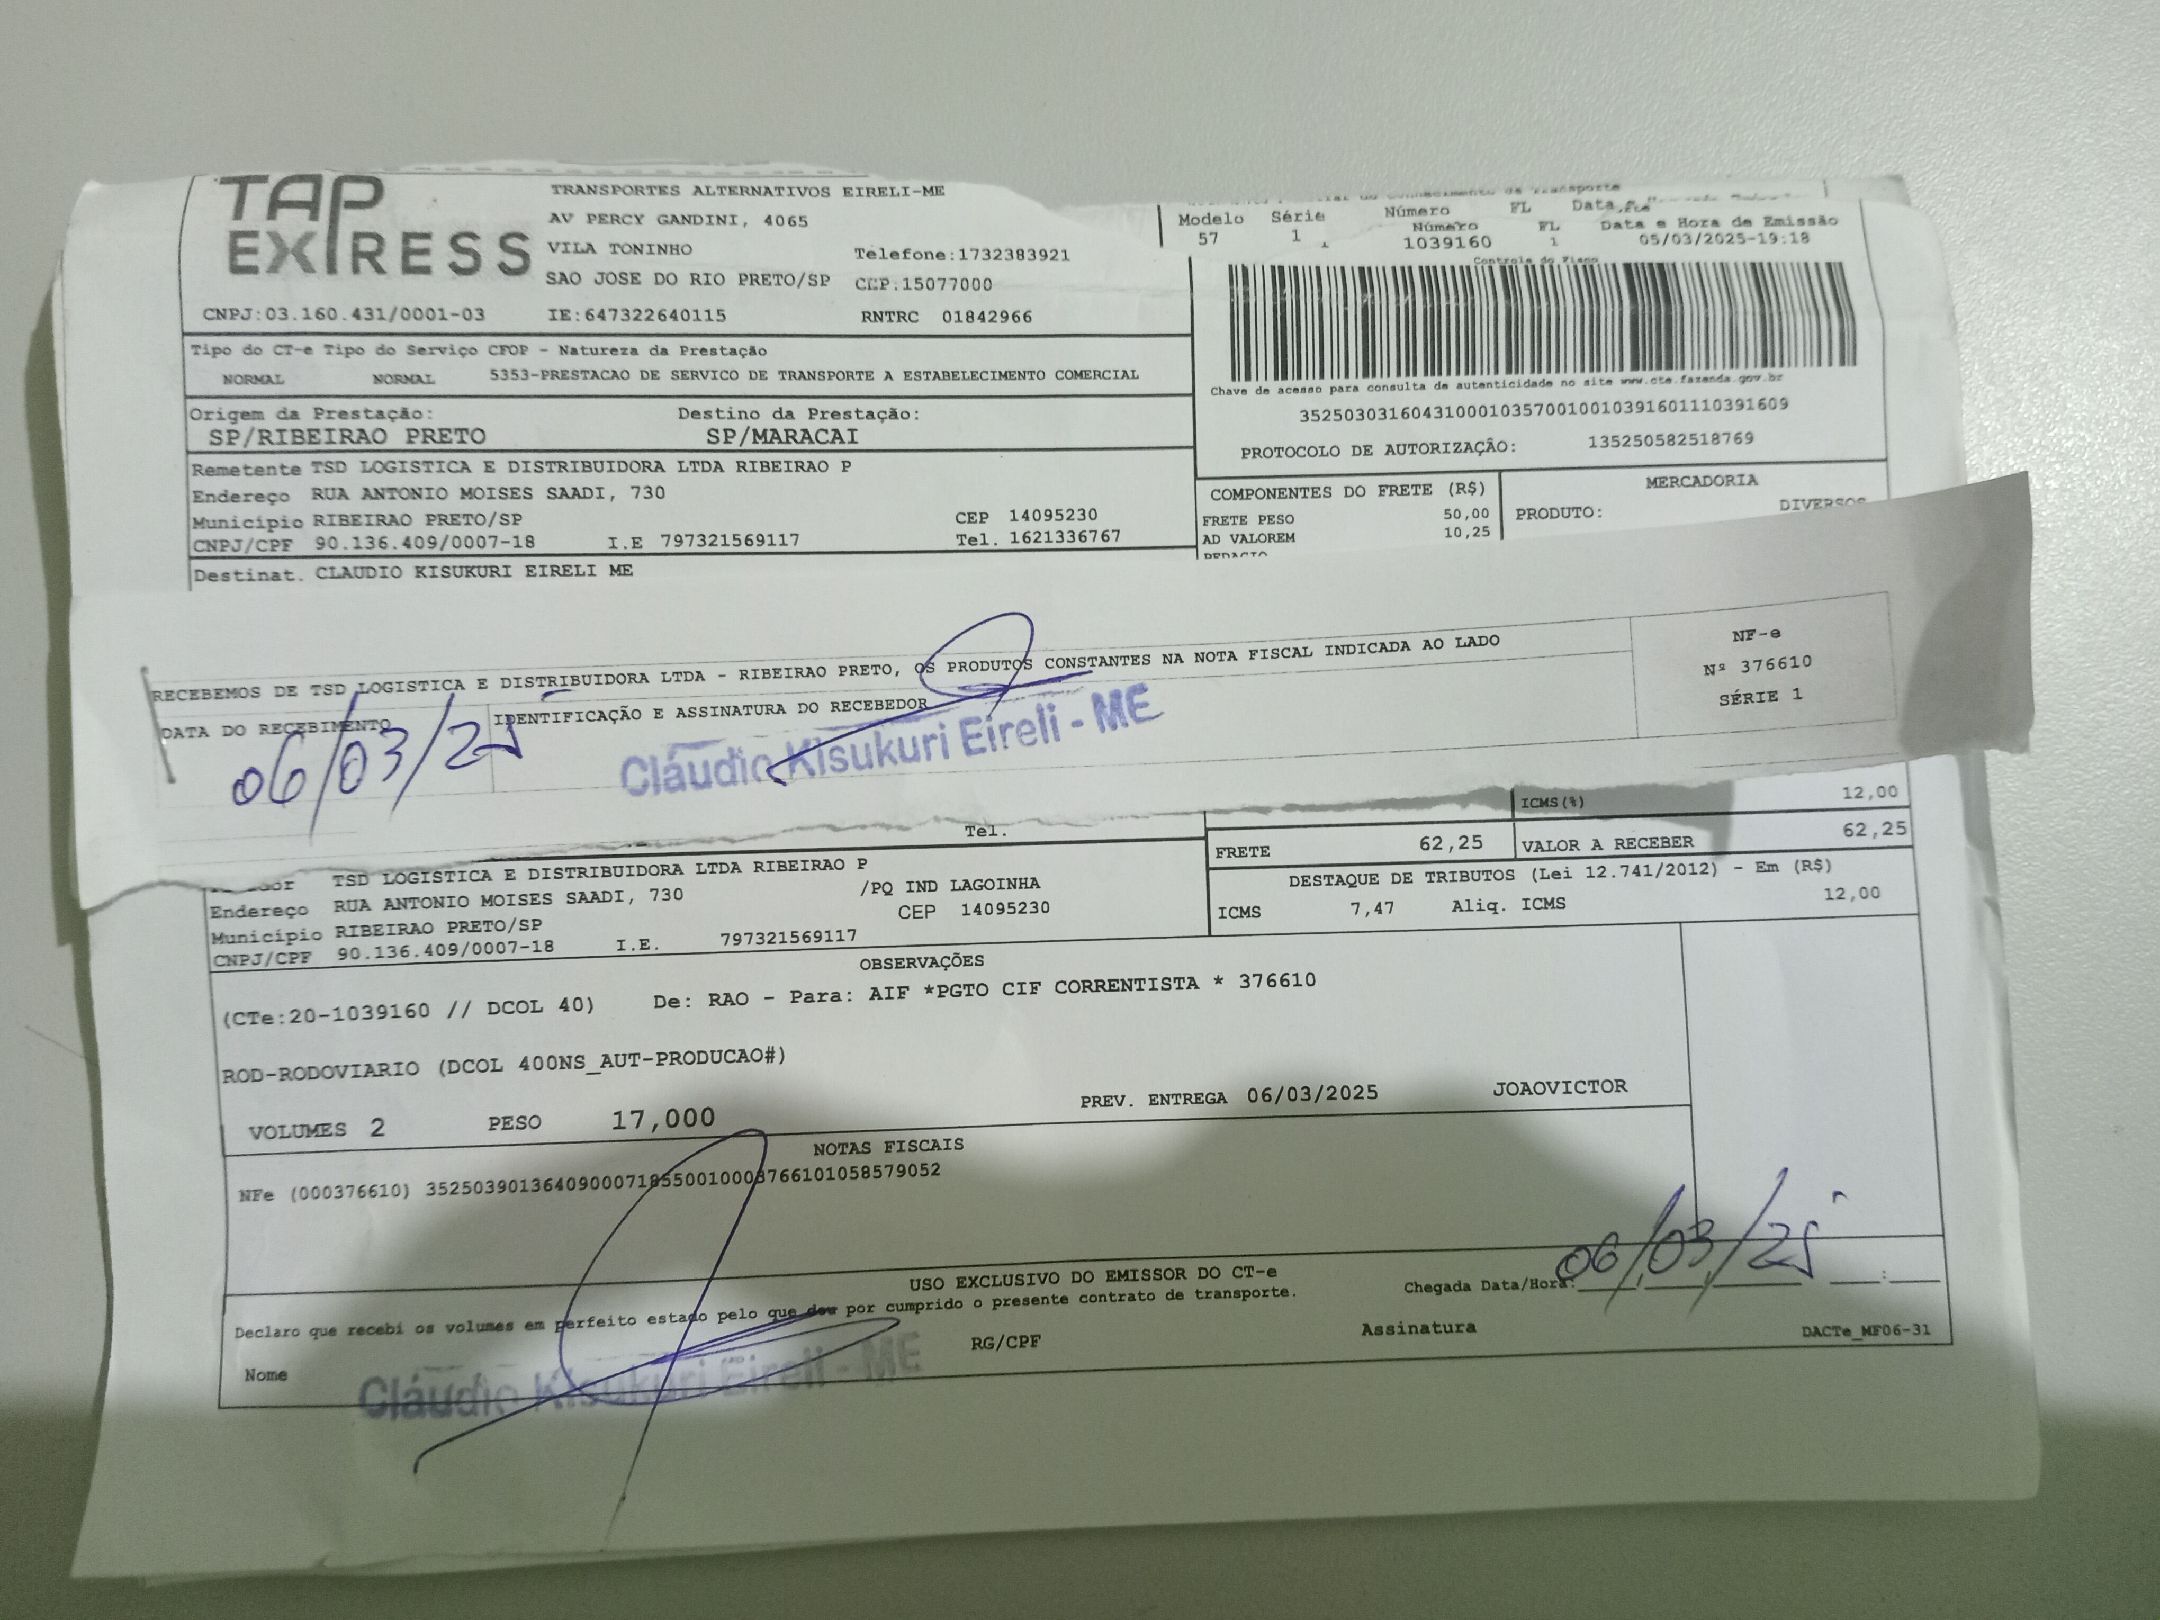 TAP
EXPRESS
TRANSPORTES ALTERNATIVOS EIRELI-ME
AV PERCY GANDINI, 4065
VILA TONINHO Telefone:1732383921
SAO JOSE DO RIO PRETO/SP CEP.15077000
CNPJ:03.160.431/0001-03 IE:647322640115 RNTRC 01842966
Modelo Série Número FL Data
57 1 Número FL Data e Hora de Emissão
1039160 1 05/03/2025-19:18
Controle do Fisco
Chave de acesso para consulta de autenticidade no site www.cte.fazenda.gov.br
35250303160431000103570010010391601110391609
PROTOCOLO DE AUTORIZAÇÃO: 135250582518769
Tipo do CT-e Tipo do Serviço CFOP - Natureza da Prestação
NORMAL NORMAL 5353-PRESTACAO DE SERVICO DE TRANSPORTE A ESTABELECIMENTO COMERCIAL
Origem da Prestação: Destino da Prestação:
SP/RIBEIRAO PRETO SP/MARACAI
Remetente TSD LOGISTICA E DISTRIBUIDORA LTDA RIBEIRAO P
Endereço RUA ANTONIO MOISES SAADI, 730
Município RIBEIRAO PRETO/SP CEP 14095230
CNPJ/CPF 90.136.409/0007-18 I.E 797321569117 Tel. 1621336767
Destinat. CLAUDIO KISUKURI EIRELI ME
COMPONENTES DO FRETE (R$) MERCADORIA
FRETE PESO 50,00 PRODUTO: DIVERSOS
AD VALOREM 10,25
RECEBEMOS DE TSD LOGISTICA E DISTRIBUIDORA LTDA - RIBEIRAO PRETO, OS PRODUTOS CONSTANTES NA NOTA FISCAL INDICADA AO LADO
DATA DO RECEBIMENTO IDENTIFICAÇÃO E ASSINATURA DO RECEBEDOR
06/03/25
Cláudio Kisukuri Eireli - ME
NF-e
Nº 376610
SÉRIE 1
Tel.
ICMS(%) 12,00
FRETE 62,25 VALOR A RECEBER 62,25
DESTAQUE DE TRIBUTOS (Lei 12.741/2012) - Em (R$)
ICMS 7,47 Aliq. ICMS 12,00
TSD LOGISTICA E DISTRIBUIDORA LTDA RIBEIRAO P
Endereço RUA ANTONIO MOISES SAADI, 730 /PQ IND LAGOINHA
Município RIBEIRAO PRETO/SP CEP 14095230
CNPJ/CPF 90.136.409/0007-18 I.E. 797321569117
OBSERVAÇÕES
(CTe:20-1039160 // DCOL 40) De: RAO - Para: AIF *PGTO CIF CORRENTISTA * 376610
ROD-RODOVIARIO (DCOL 400NS_AUT-PRODUCAO#)
VOLUMES 2 PESO 17,000 PREV. ENTREGA 06/03/2025 JOAOVICTOR
NOTAS FISCAIS
NFe (000376610) 35250390136409000718550010003766101058579052
USO EXCLUSIVO DO EMISSOR DO CT-e
Declaro que recebi os volumes em perfeito estado pelo que dou por cumprido o presente contrato de transporte.
Chegada Data/Hora: 06/03/25
Nome RG/CPF Assinatura DACTe_MF06-31
Cláudio Kisukuri Eireli - ME